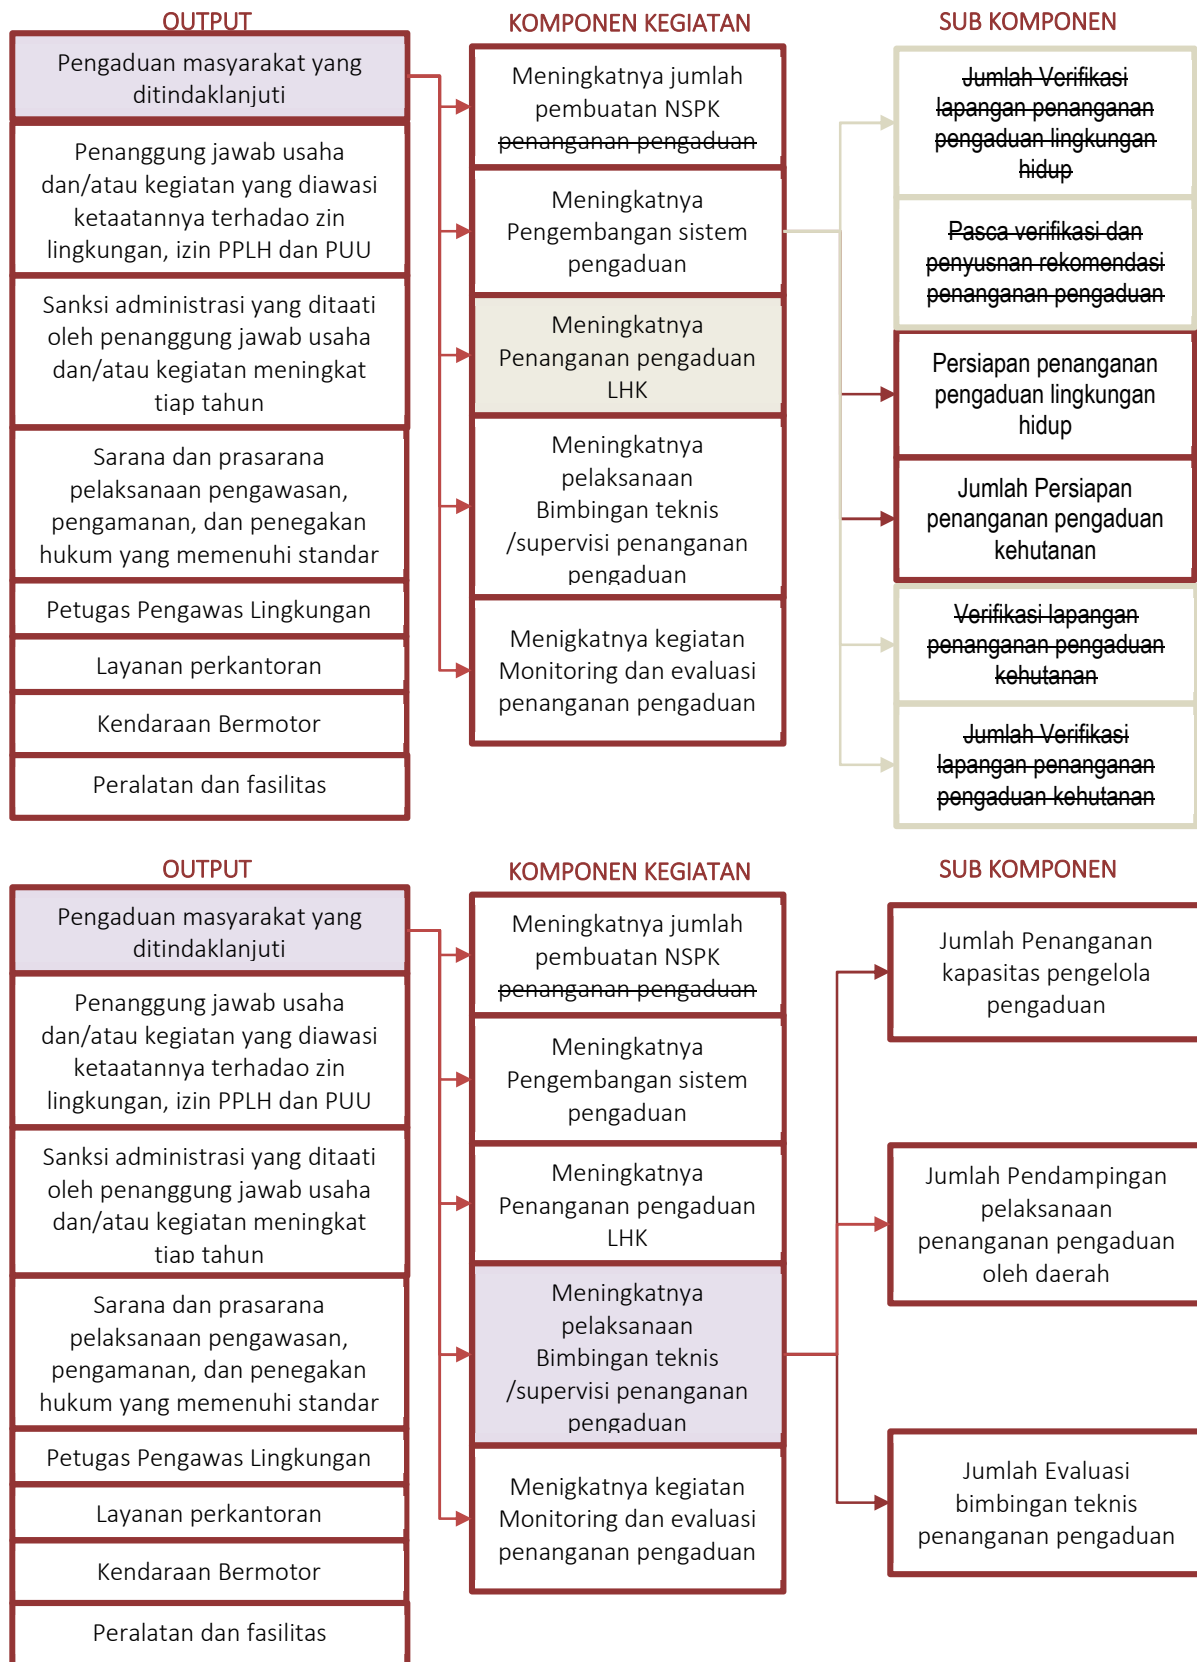 OUTPUT
Pengaduan masyarakat yang
ditindaklanjuti
Penanggung jawab usaha
dan/atau kegiatan yang diawasi
ketaatannya terhadao zin
lingkungan, izin PPLH dan PUU
Sanksi administrasi yang ditaati
oleh penanggung jawab usaha
dan/atau kegiatan meningkat
tiap tahun
Sarana dan prasarana
pelaksanaan pengawasan,
pengamanan, dan penegakan
hukum yang memenuhi standar
Petugas Pengawas Lingkungan
Layanan perkantoran
Kendaraan Bermotor
Peralatan dan fasilitas
KOMPONEN KEGIATAN
Meningkatnya jumlah
pembuatan NSPK
penanganan pengaduan
Meningkatnya
Pengembangan sistem
pengaduan
Meningkatnya
Penanganan pengaduan
LHK
Meningkatnya
pelaksanaan
Bimbingan teknis
/supervisi penanganan
pengaduan
Menigkatnya kegiatan
Monitoring dan evaluasi
penanganan pengaduan
SUB KOMPONEN
Jumlah Verifikasi
lapangan penanganan
pengaduan lingkungan
hidup
Pasca verifikasi dan
penyusnan rekomendasi
penanganan pengaduan
Persiapan penanganan
pengaduan lingkungan
hidup
Jumlah Persiapan
penanganan pengaduan
kehutanan
Verifikasi lapangan
penanganan pengaduan
kehutanan
Jumlah Verifikasi
lapangan penanganan
pengaduan kehutanan
OUTPUT
Pengaduan masyarakat yang
ditindaklanjuti
Penanggung jawab usaha
dan/atau kegiatan yang diawasi
ketaatannya terhadao zin
lingkungan, izin PPLH dan PUU
Sanksi administrasi yang ditaati
oleh penanggung jawab usaha
dan/atau kegiatan meningkat
tiap tahun
Sarana dan prasarana
pelaksanaan pengawasan,
pengamanan, dan penegakan
hukum yang memenuhi standar
Petugas Pengawas Lingkungan
Layanan perkantoran
Kendaraan Bermotor
Peralatan dan fasilitas
KOMPONEN KEGIATAN
Meningkatnya jumlah
pembuatan NSPK
penanganan pengaduan
Meningkatnya
Pengembangan sistem
pengaduan
Meningkatnya
Penanganan pengaduan
LHK
Meningkatnya
pelaksanaan
Bimbingan teknis
/supervisi penanganan
pengaduan
Menigkatnya kegiatan
Monitoring dan evaluasi
penanganan pengaduan
SUB KOMPONEN
Jumlah Penanganan
kapasitas pengelola
pengaduan
Jumlah Pendampingan
pelaksanaan
penanganan pengaduan
oleh daerah
Jumlah Evaluasi
bimbingan teknis
penanganan pengaduan